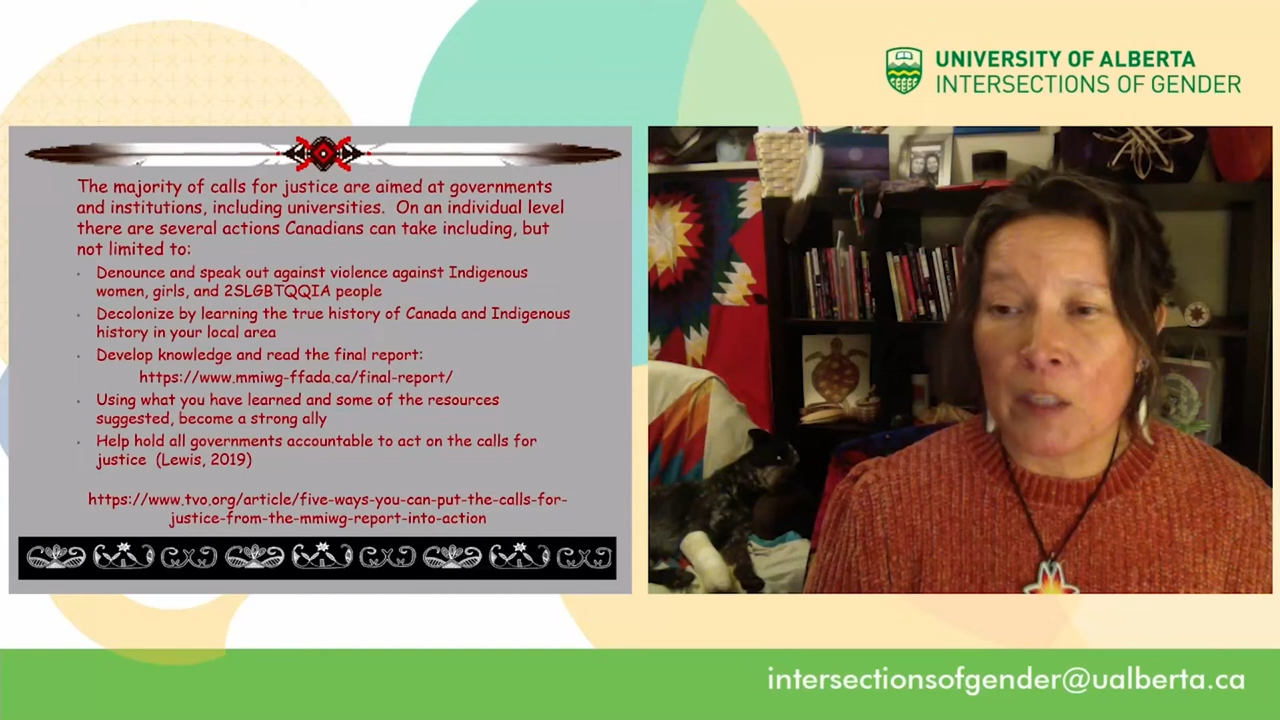 UNIVERSITY OF ALBERTA
INTERSECTIONS OF GENDER
The majority of calls for justice are aimed at governments
and institutions, including universities. On an individual level
there are several actions Canadians can take including, but
not limited to:
• Denounce and speak out against violence against Indigenous
women, girls, and 2SLGBTQQIA people
• Decolonize by learning the true history of Canada and Indigenous
history in your local area
• Develop knowledge and read the final report:
https://www.mmiwg-ffada.ca/final-report/
• Using what you have learned and some of the resources
suggested, become a strong ally
• Help hold all governments accountable to act on the calls for
justice (Lewis, 2019)
https://www.tvo.org/article/five-ways-you-can-put-the-calls-for-
justice-from-the-mmiwg-report-into-action
intersectionsofgender@ualberta.ca